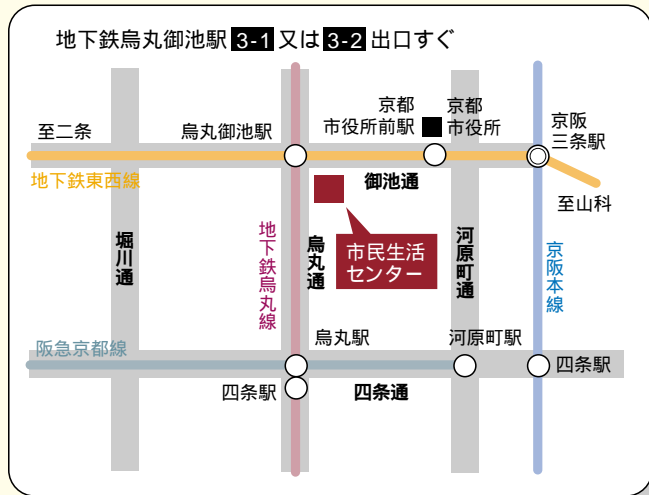 地下鉄烏丸御池駅 3-1 又は 3-2 出口すぐ
至二条
烏丸御池駅
京都
市役所前駅
京都
市役所
京阪
三条駅
地下鉄東西線
御池通
至山科
堀川通
地下鉄烏丸線
烏丸通
市民生活
センター
河原町通
京阪本線
阪急京都線
烏丸駅
河原町駅
四条駅
四条通
四条駅